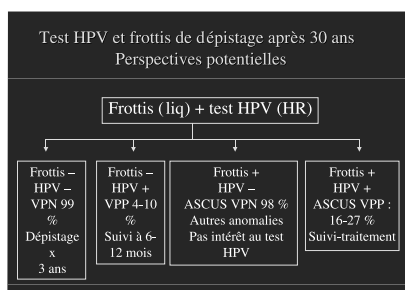 Test HPV et frottis de dépistage après 30 ans
Perspectives potentielles
Frottis (liq) + test HPV (HR)
Frottis –
HPV –
VPN 99
%
Dépistage
x
3 ans
Frottis –
HPV +
VPP 4-10
%
Suivi à 6-
12 mois
Frottis +
HPV –
ASCUS VPN 98 %
Autres anomalies
Pas intérêt au test
HPV
Frottis +
HPV +
ASCUS VPP :
16-27 %
Suivi-traitement